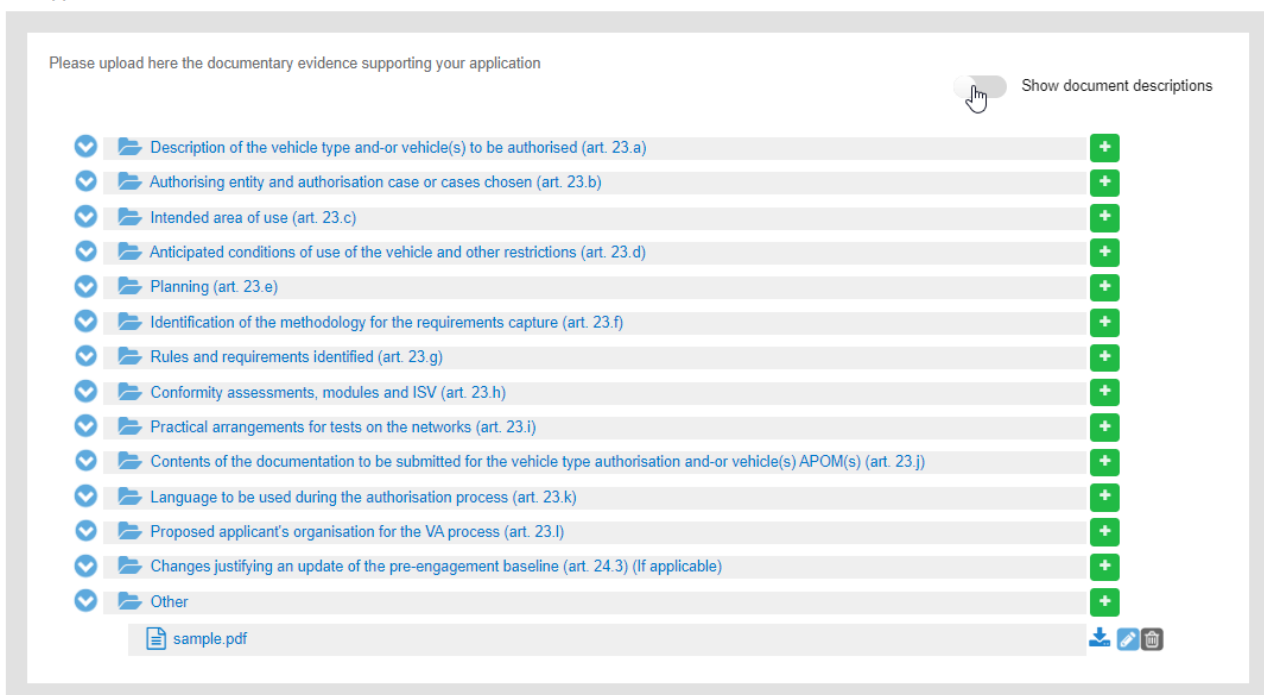 Please upload here the documentary evidence supporting your application
Show document descriptions
Description of the vehicle type and-or vehicle(s) to be authorised (art. 23.a)
Authorising entity and authorisation case or cases chosen (art. 23.b)
Intended area of use (art. 23.c)
Anticipated conditions of use of the vehicle and other restrictions (art. 23.d)
Planning (art. 23.e)
Identification of the methodology for the requirements capture (art. 23.f)
Rules and requirements identified (art. 23.g)
Conformity assessments, modules and ISV (art. 23.h)
Practical arrangements for tests on the networks (art. 23.i)
Contents of the documentation to be submitted for the vehicle type authorisation and-or vehicle(s) APOM(s) (art. 23.j)
Language to be used during the authorisation process (art. 23.k)
Proposed applicant's organisation for the VA process (art. 23.l)
Changes justifying an update of the pre-engagement baseline (art. 24.3) (If applicable)
Other
sample.pdf